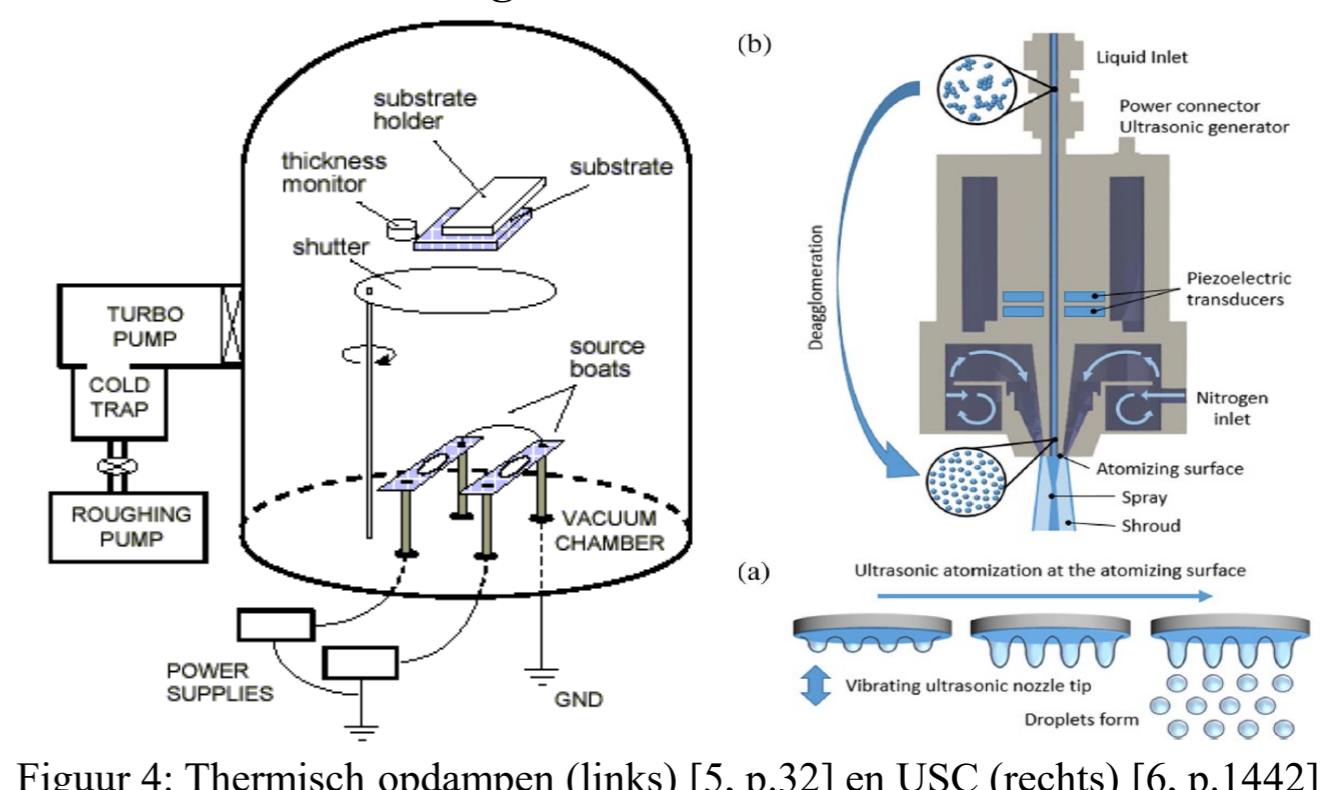 substrate
holder
thickness
monitor
substrate
shutter
TURBO
PUMP
COLD
TRAP
ROUGHING
PUMP
source
boats
VACUUM
CHAMBER
POWER
SUPPLIES
GND
(b)
Liquid Inlet
Power connector
Ultrasonic generator
Deagglomeration
Piezoelectric
transducers
Nitrogen
inlet
Atomizing surface
Spray
Shroud
(a)
Ultrasonic atomization at the atomizing surface
Vibrating ultrasonic nozzle tip
Droplets form
Figuur 4: Thermisch opdampen (links) [5, p.32] en USC (rechts) [6, p.1442]